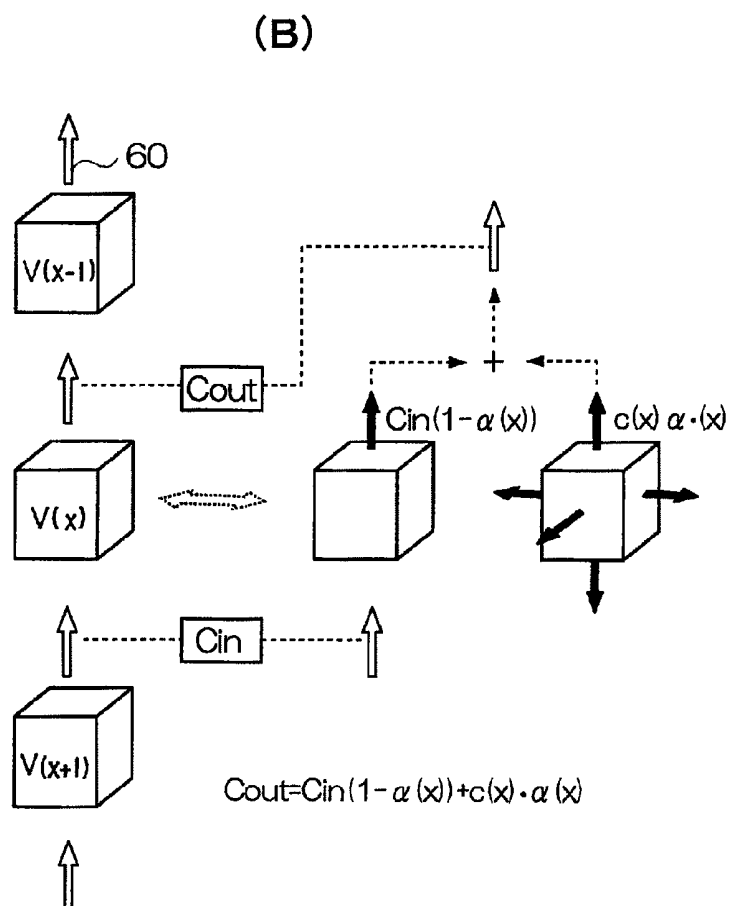 (B)
60
V(x-1)
Cout
+
Cin(1-α(x))
c(x) α・(x)
V(x)
Cin
V(x+1)
Cout=Cin(1-α(x))+c(x)・α(x)